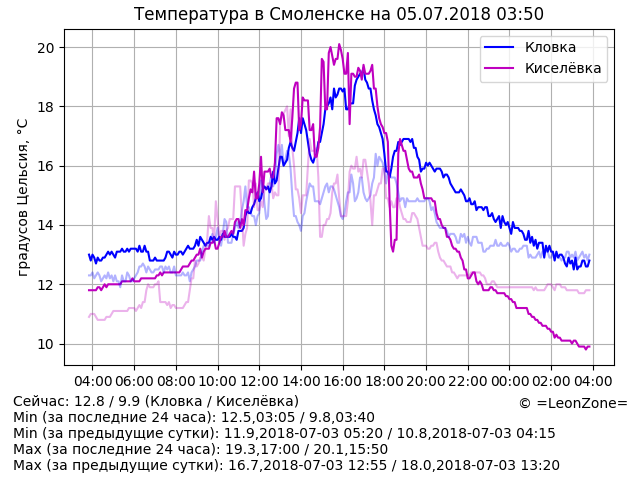 Температура в Смоленске на 05.07.2018 03:50
Кловка
Киселёвка
градусов Цельсия, °C
20
18
16
14
12
10
04:00 06:00 08:00 10:00 12:00 14:00 16:00 18:00 20:00 22:00 00:00 02:00 04:00
Сейчас: 12.8 / 9.9 (Кловка / Киселёвка)
© =LeonZone=
Min (за последние 24 часа): 12.5,03:05 / 9.8,03:40
Min (за предыдущие сутки): 11.9,2018-07-03 05:20 / 10.8,2018-07-03 04:15
Max (за последние 24 часа): 19.3,17:00 / 20.1,15:50
Max (за предыдущие сутки): 16.7,2018-07-03 12:55 / 18.0,2018-07-03 13:20